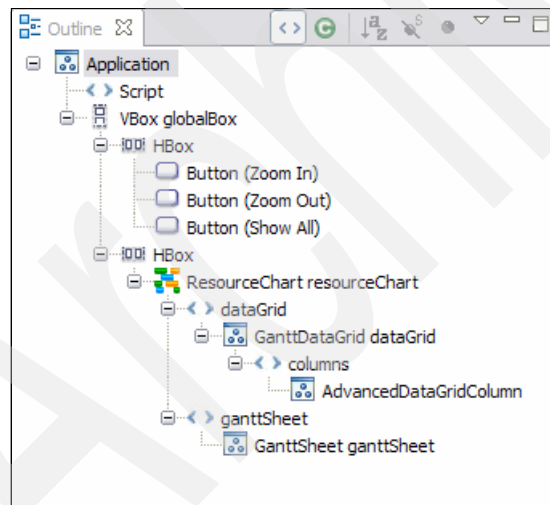 Outline
Application
Script
VBox globalBox
HBox
Button (Zoom In)
Button (Zoom Out)
Button (Show All)
HBox
ResourceChart resourceChart
dataGrid
GanttDataGrid dataGrid
columns
AdvancedDataGridColumn
ganttSheet
GanttSheet ganttSheet